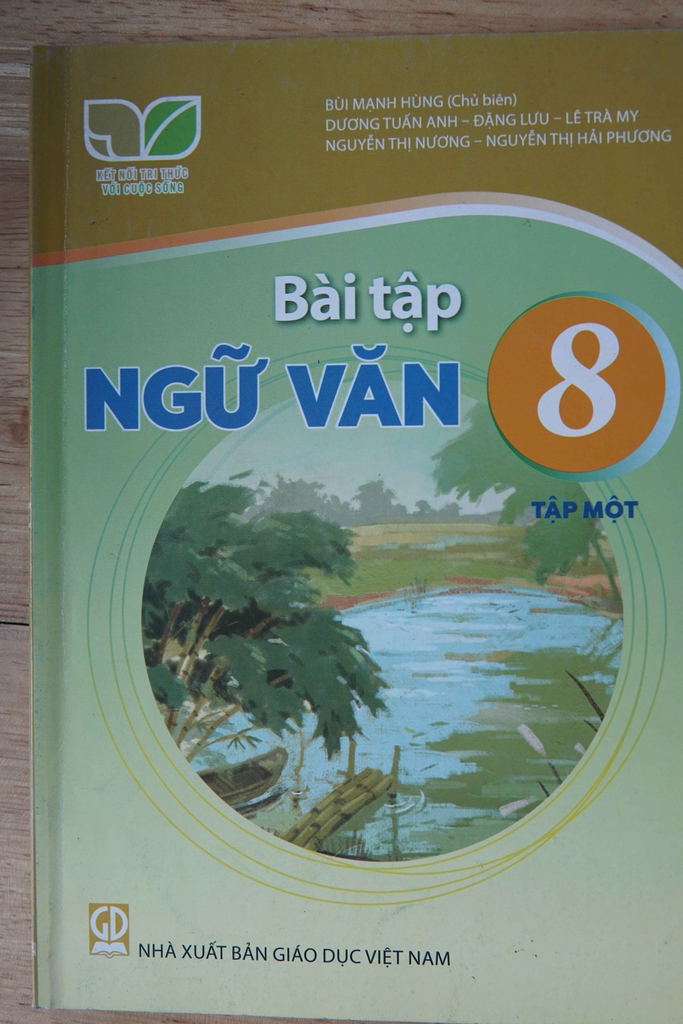 BÙI MẠNH HÙNG (Chủ biên)
DƯƠNG TUẤN ANH – ĐẶNG LƯU – LÊ TRÀ MY
NGUYỄN THỊ NƯƠNG – NGUYỄN THỊ HẢI PHƯƠNG
KẾT NỐI TRI THỨC
VỚI CUỘC SỐNG
Bài tập
NGỮ VĂN 8
TẬP MỘT
GD
NHÀ XUẤT BẢN GIÁO DỤC VIỆT NAM